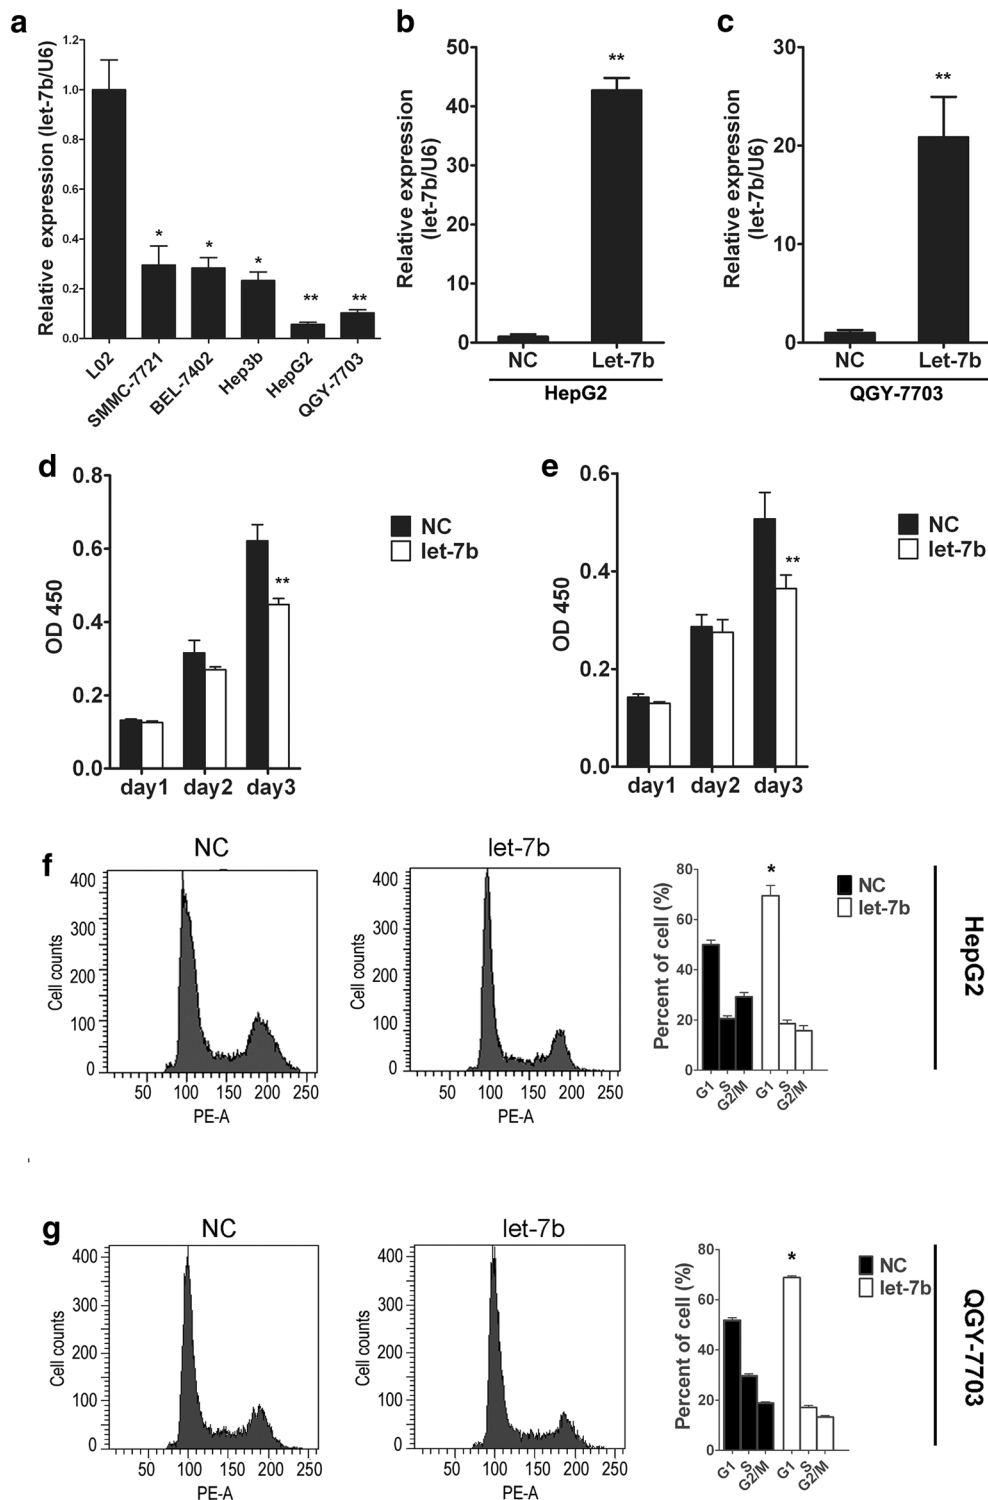 a
Relative expression (let-7b/U6)
1.2
1.0
0.8
0.6
0.4
0.2
0.0
* * * ** **
L02
SMMC-7721
BEL-7402
Hep3b
HepG2
QGY-7703
b
Relative expression
(let-7b/U6)
50
40
30
20
10
0
**
NC Let-7b
HepG2
c
Relative expression
(let-7b/U6)
30
20
10
0
**
NC Let-7b
QGY-7703
d
OD 450
0.8
0.6
0.4
0.2
0.0
**
day1 day2 day3
NC
let-7b
e
OD 450
0.6
0.4
0.2
0.0
**
day1 day2 day3
NC
let-7b
f
NC
Cell counts
400
300
200
100
0
50 100 150 200 250
PE-A
let-7b
Cell counts
400
300
200
100
0
50 100 150 200 250
PE-A
Percent of cell (%)
80
60
40
20
0
*
G1 S G2/M G1 S G2/M
NC
let-7b
HepG2
g
NC
Cell counts
400
300
200
100
0
50 100 150 200 250
PE-A
let-7b
Cell counts
400
300
200
100
0
50 100 150 200 250
PE-A
Percent of cell (%)
80
60
40
20
0
*
G1 S G2/M G1 S G2/M
NC
let-7b
QGY-7703